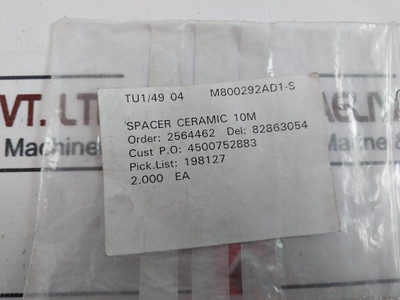 TU1/49 04 M800292AD1-S
SPACER CERAMIC 10M
Order: 2564462 Del: 82863054
Cust P.O: 4500752883
Pick.List: 198127
2.000 EA
VT. LT
Machine